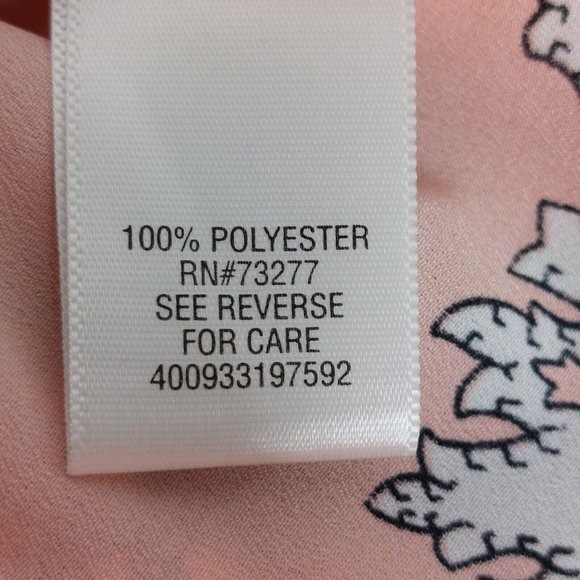 100% POLYESTER
RN#73277
SEE REVERSE
FOR CARE
400933197592